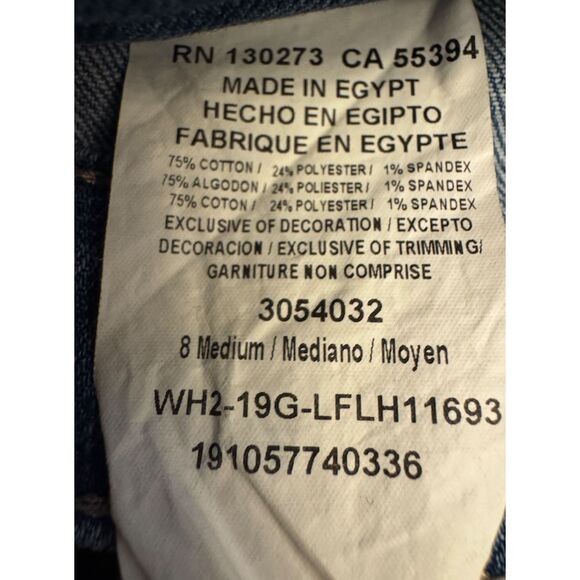 RN 130273 CA 55394
MADE IN EGYPT
HECHO EN EGIPTO
FABRIQUE EN EGYPTE
75% COTTON / 24% POLYESTER / 1% SPANDEX
75% ALGODON / 24% POLIESTER / 1% SPANDEX
75% COTON / 24% POLYESTER / 1% SPANDEX
EXCLUSIVE OF DECORATION / EXCEPTO
DECORACION / EXCLUSIVE OF TRIMMING/
GARNITURE NON COMPRISE
3054032
8 Medium / Mediano / Moyen
WH2-19G-LFLH11693
191057740336